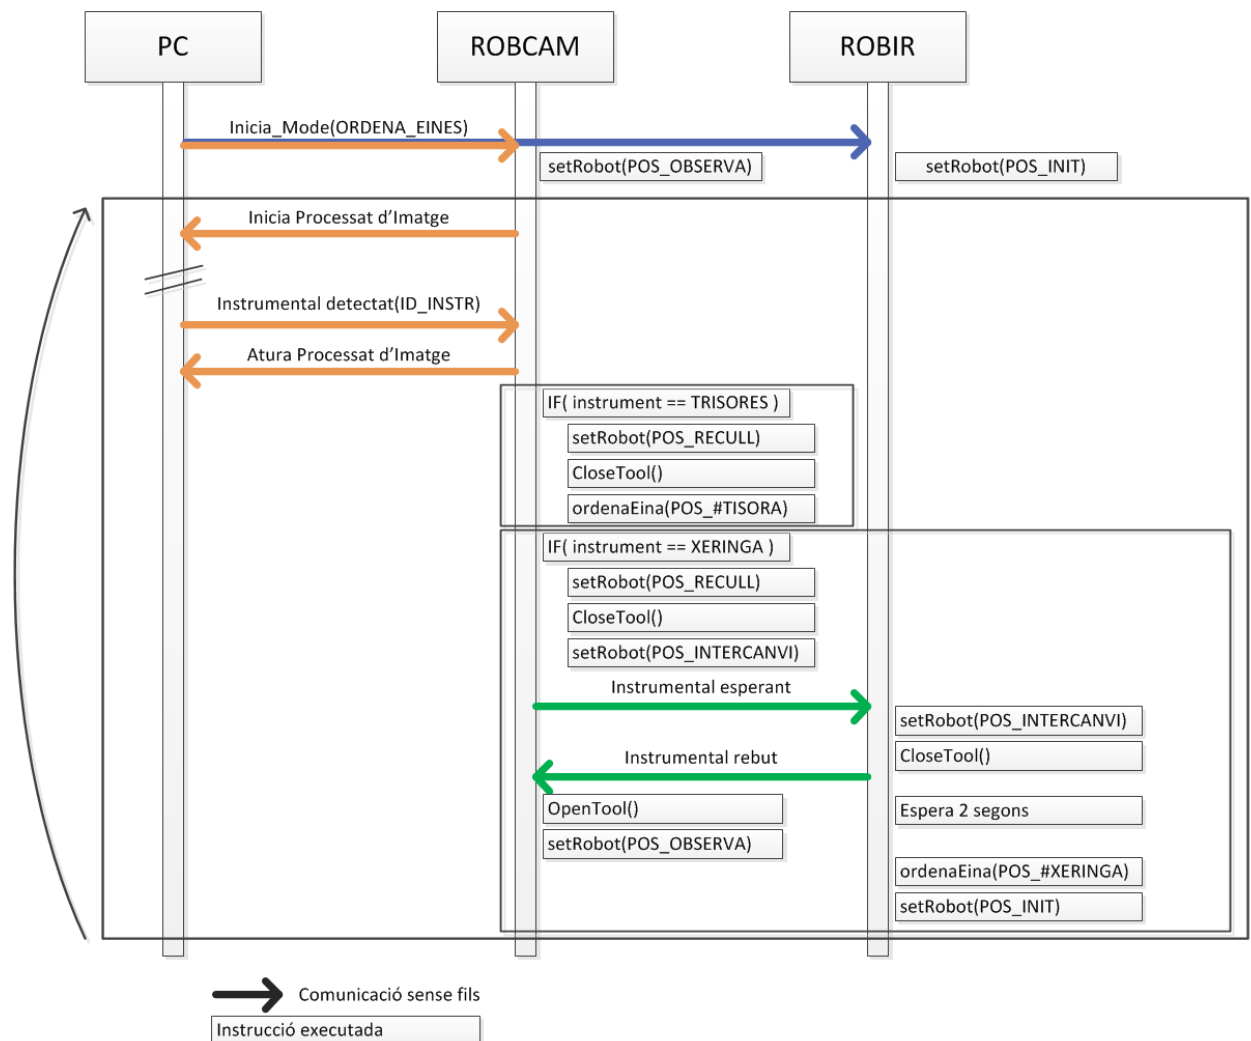 PC
ROBCAM
ROBIR
Inicia_Mode(ORDENA_EINES)
setRobot(POS_OBSERVA)
setRobot(POS_INIT)
Inicia Processat d'Imatge
Instrumental detectat(ID_INSTR)
Atura Processat d'Imatge
IF( instrument == TRISORES )
setRobot(POS_RECULL)
CloseTool()
ordenaEina(POS_#TISORA)
IF( instrument == XERINGA )
setRobot(POS_RECULL)
CloseTool()
setRobot(POS_INTERCANVI)
Instrumental esperant
setRobot(POS_INTERCANVI)
CloseTool()
Instrumental rebut
OpenTool()
Espera 2 segons
setRobot(POS_OBSERVA)
ordenaEina(POS_#XERINGA)
setRobot(POS_INIT)
Comunicació sense fils
Instrucció executada